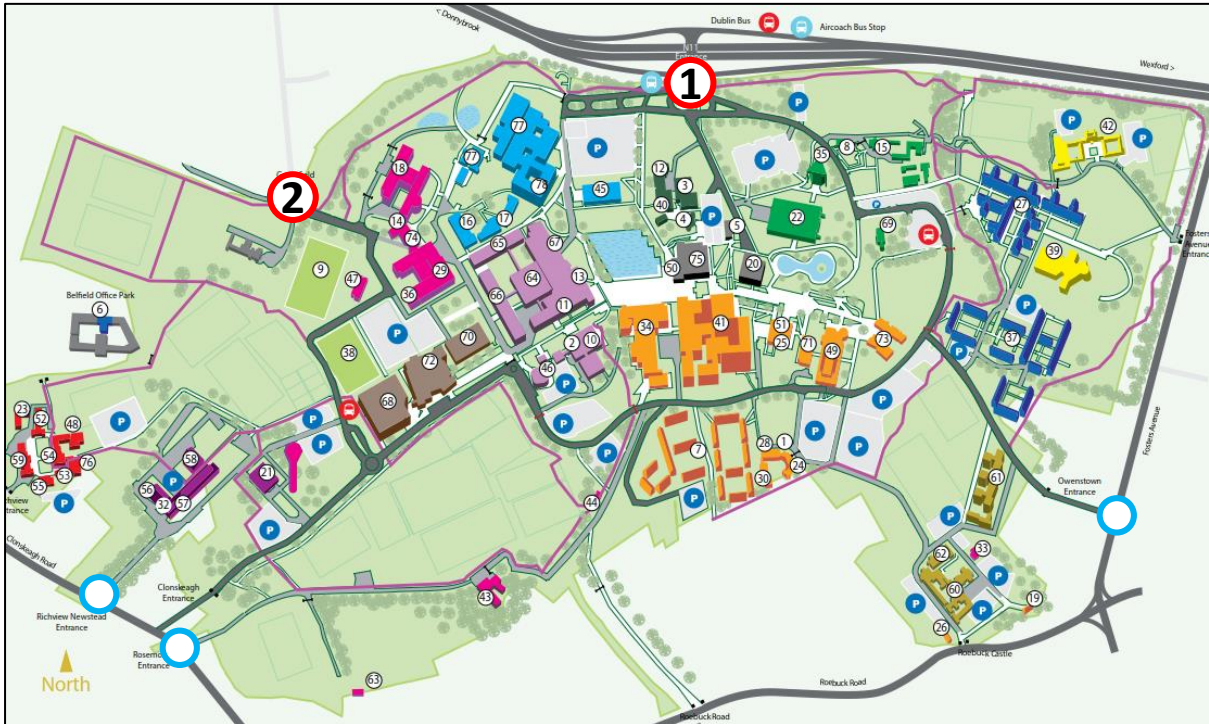 < Donnybrook
Dublin Bus
Aircoach Bus Stop
N11
Entrance
Wexford >
1
2
P
P
P
P
P
42
77
77
78
18
12
3
45
40
4
5
35
8
15
22
69
P
P
27
39
Fosters
Avenue
Entrance
14
74
16
17
65
67
64
66
13
11
50
75
20
9
47
29
36
Belfield Office Park
6
38
P
70
72
68
2
10
46
P
P
34
41
51
25
71
49
73
P
37
P
P
P
P
23
52
48
54
59
53
76
55
P
P
58
P
56
32
57
21
P
P
P
7
28
1
24
30
P
P
44
61
Fosters Avenue
Owenstown
Entrance
62
33
P
P
60
19
P
P
26
Clonskeagh Road
Clonskeagh
Entrance
Richview Newstead
Entrance
43
63
Roebuck Castle
Roebuck Road
Roebuck Road
North